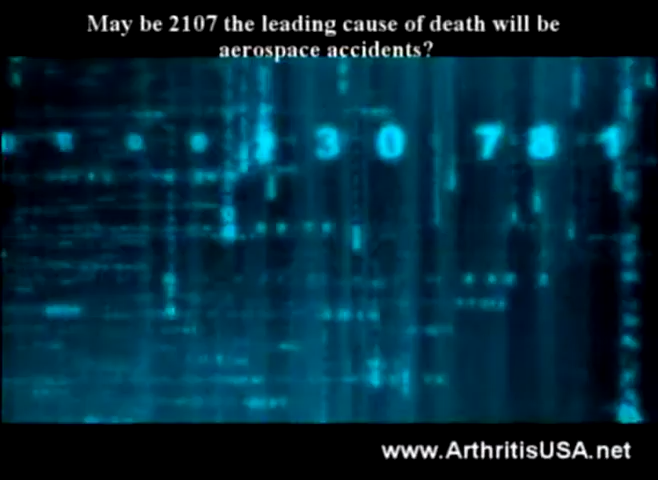 May be 2107 the leading cause of death will be
aerospace accidents?
3 0 7 8 1
www.ArthritisUSA.net